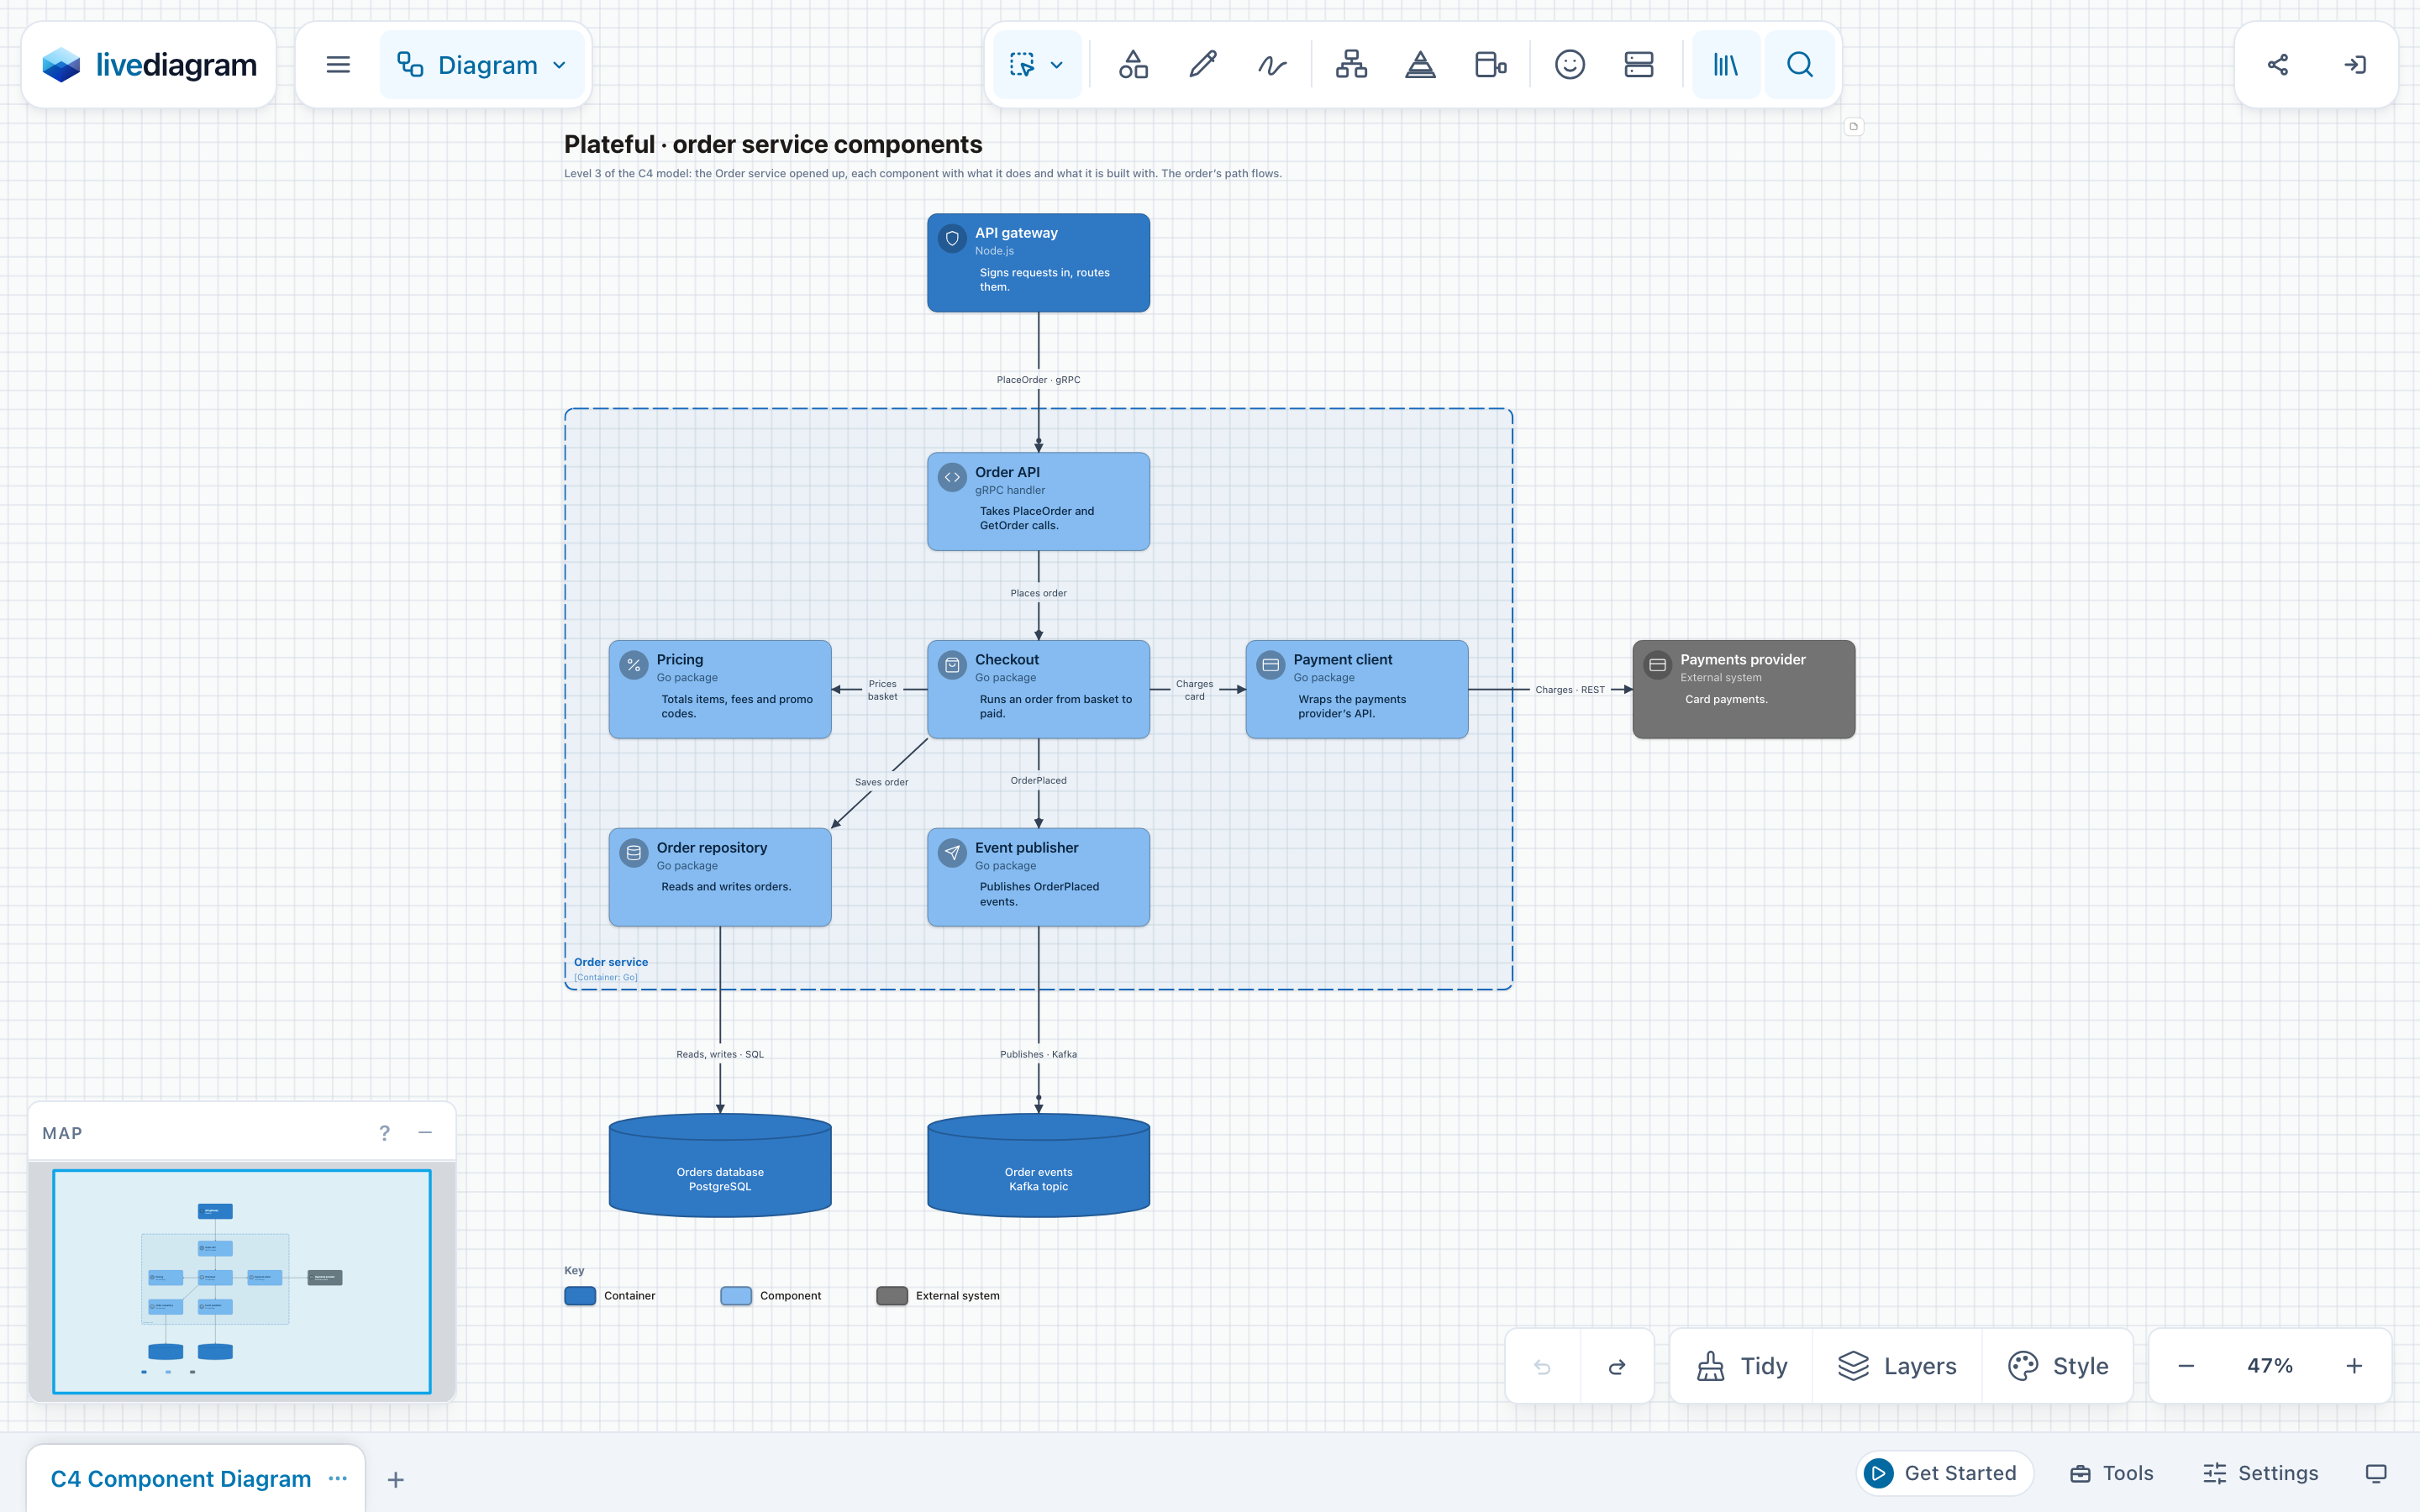 livediagram
Diagram
Plateful · order service components
Level 3 of the C4 model: the Order service opened up, each component with what it does and what it is built with. The order's path flows.
API gateway
Node.js
Signs requests in, routes
them.
PlaceOrder · gRPC
Order API
gRPC handler
Takes PlaceOrder and
GetOrder calls.
Places order
Pricing
Go package
Totals items, fees and promo
codes.
Prices
basket
Checkout
Go package
Runs an order from basket to
paid.
Charges
card
Payment client
Go package
Wraps the payments
provider's API.
Charges · REST
Payments provider
External system
Card payments.
Saves order
OrderPlaced
Order repository
Go package
Reads and writes orders.
Event publisher
Go package
Publishes OrderPlaced
events.
Order service
[Container: Go]
Reads, writes · SQL
Publishes · Kafka
Orders database
PostgreSQL
Order events
Kafka topic
Key
Container
Component
External system
MAP
?
Tidy
Layers
Style
47%
C4 Component Diagram
Get Started
Tools
Settings